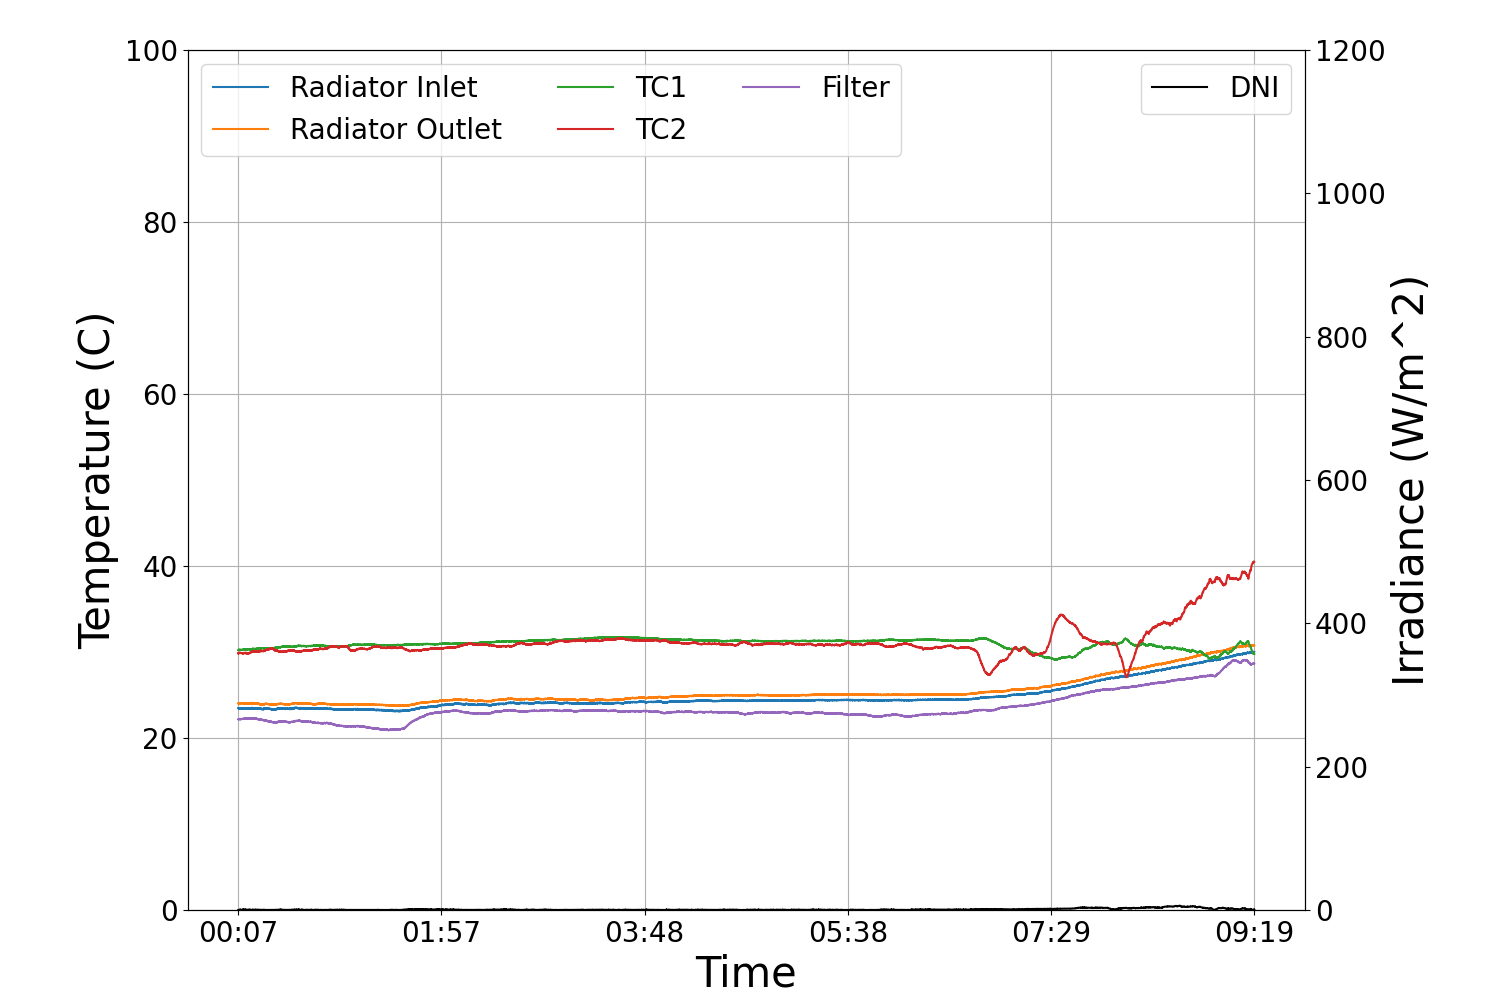 100
80
60
40
20
0
1200
1000
800
600
400
200
0
Temperature (C)
Irradiance (W/m^2)
Radiator Inlet
Radiator Outlet
TC1
TC2
Filter
DNI
00:07
01:57
03:48
05:38
07:29
09:19
Time